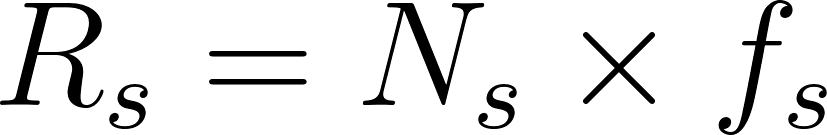 R_s = N_s × f_s